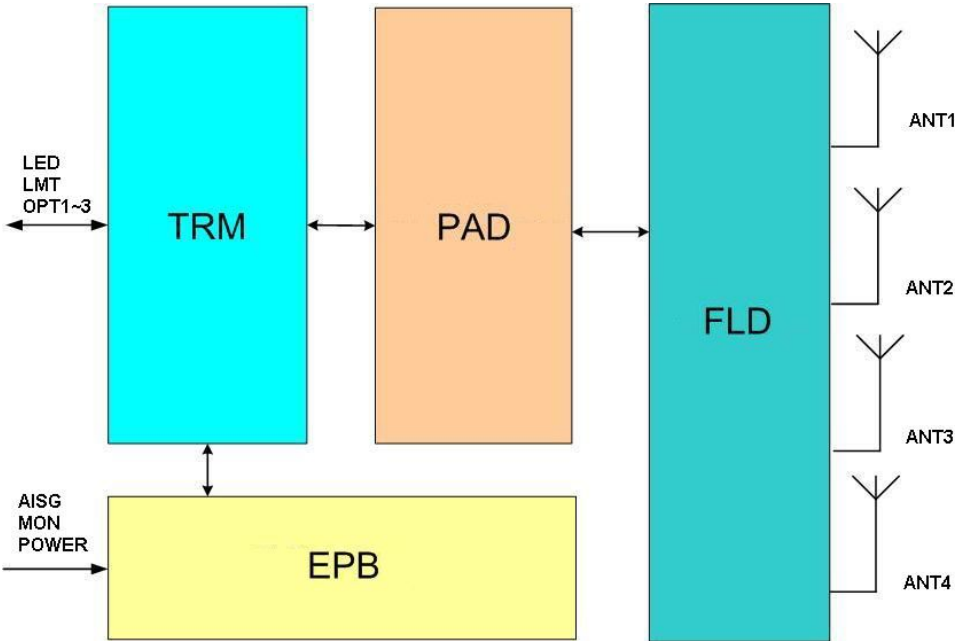 LED
LMT
OPT1~3
TRM
PAD
FLD
ANT1
ANT2
ANT3
ANT4
AISG
MON
POWER
EPB